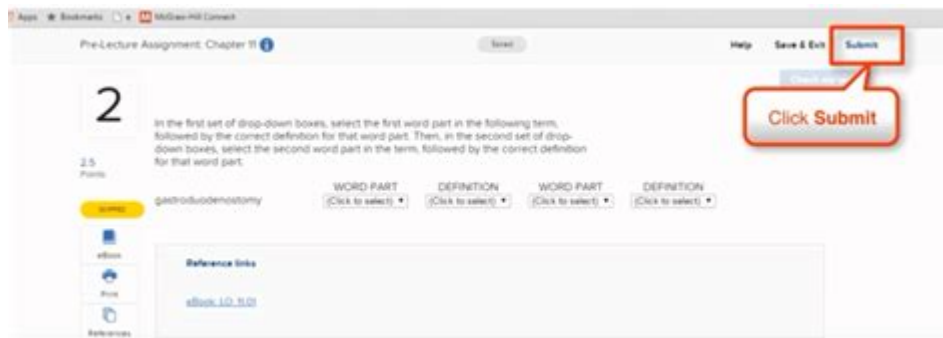 Apps Bookmarks e McGraw-Hill Connect
Pre-Lecture Assignment: Chapter 11 i Saved Help Save & Exit Submit
Click Submit
2
In the first set of drop-down boxes, select the first word part in the following term,
followed by the correct definition for that word part. Then, in the second set of drop-
down boxes, select the second word part in the term, followed by the correct definition
for that word part.
2.5
Points
WORD PART DEFINITION WORD PART DEFINITION
gastroduodenostomy (Click to select) (Click to select) (Click to select) (Click to select)
SKIPPED
eBook
Reference links
Print
eBook: LO 11.01
References